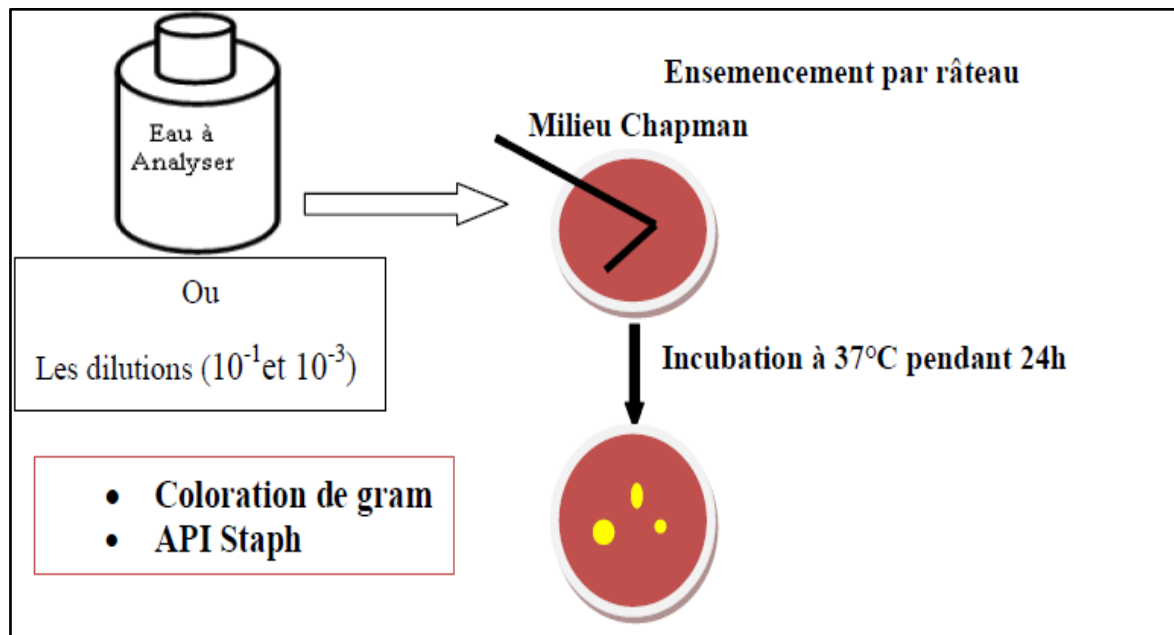 Eau à
Analyser
Ensemencement par râteau
Milieu Chapman
Ou
Les dilutions (10⁻¹et 10⁻³)
Incubation à 37°C pendant 24h
• Coloration de gram
• API Staph